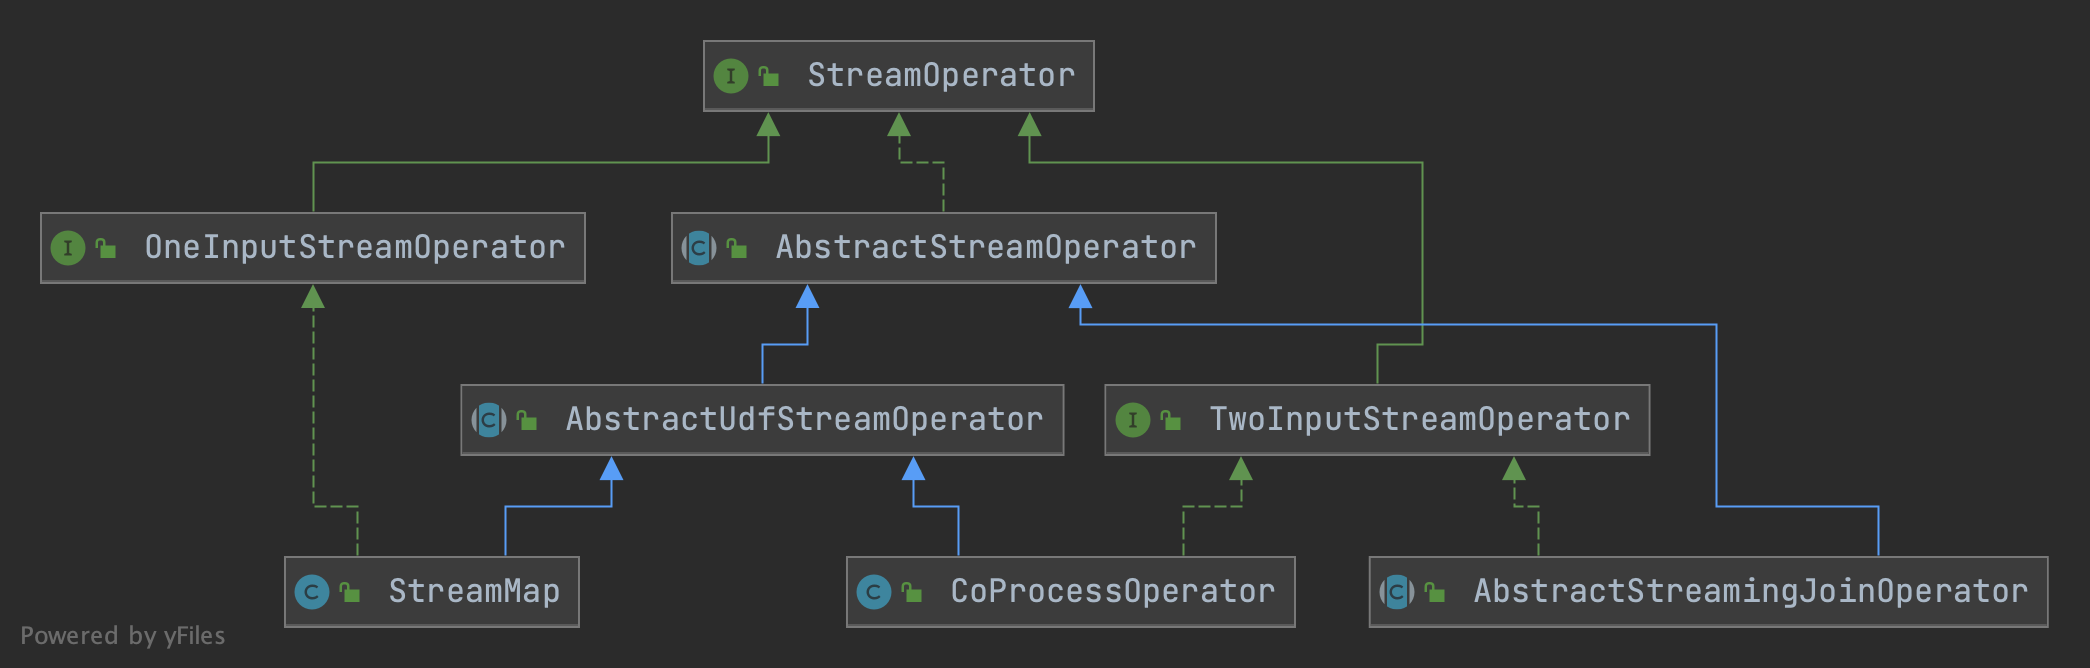 StreamOperator
OneInputStreamOperator
AbstractStreamOperator
AbstractUdfStreamOperator
TwoInputStreamOperator
StreamMap
CoProcessOperator
AbstractStreamingJoinOperator
Powered by yFiles